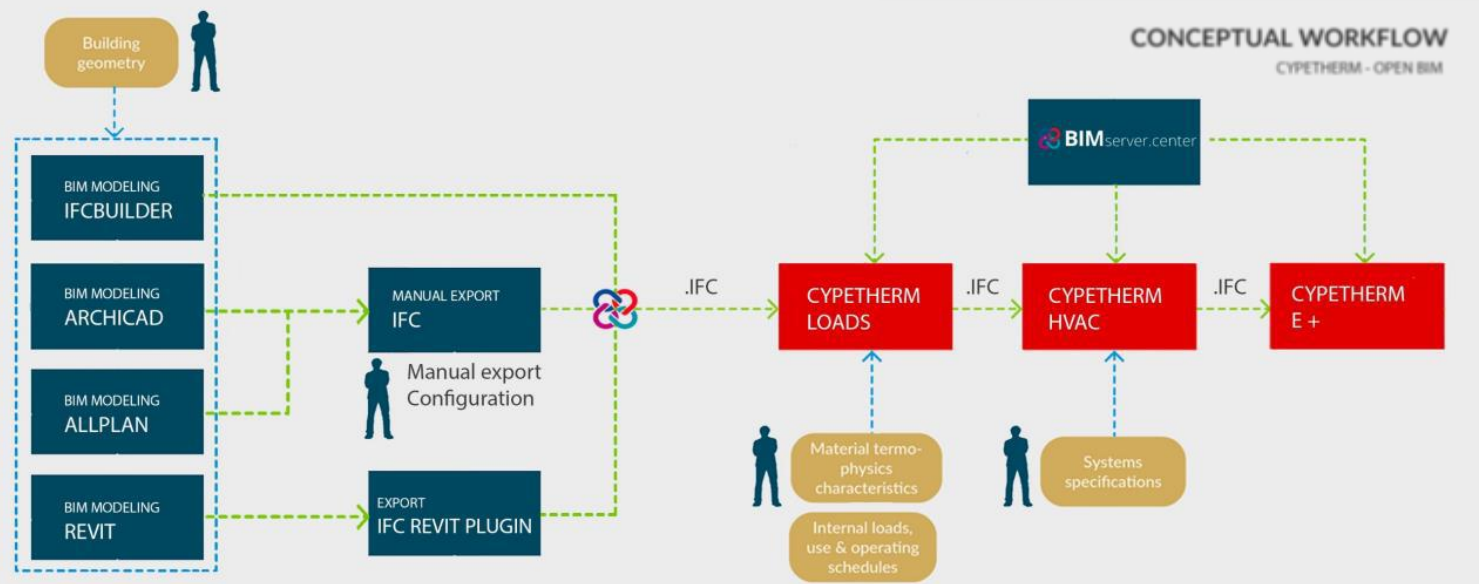 CONCEPTUAL WORKFLOW
CYPETHERM - OPEN BIM
Building
geometry
BIM MODELING
IFCBUILDER
BIM MODELING
ARCHICAD
BIM MODELING
ALLPLAN
BIM MODELING
REVIT
MANUAL EXPORT
IFC
Manual export
Configuration
EXPORT
IFC REVIT PLUGIN
.IFC
BIMserver.center
CYPETHERM
LOADS
.IFC
CYPETHERM
HVAC
.IFC
CYPETHERM
E +
Material termo-
physics
characteristics
Internal loads,
use & operating
schedules
Systems
specifications